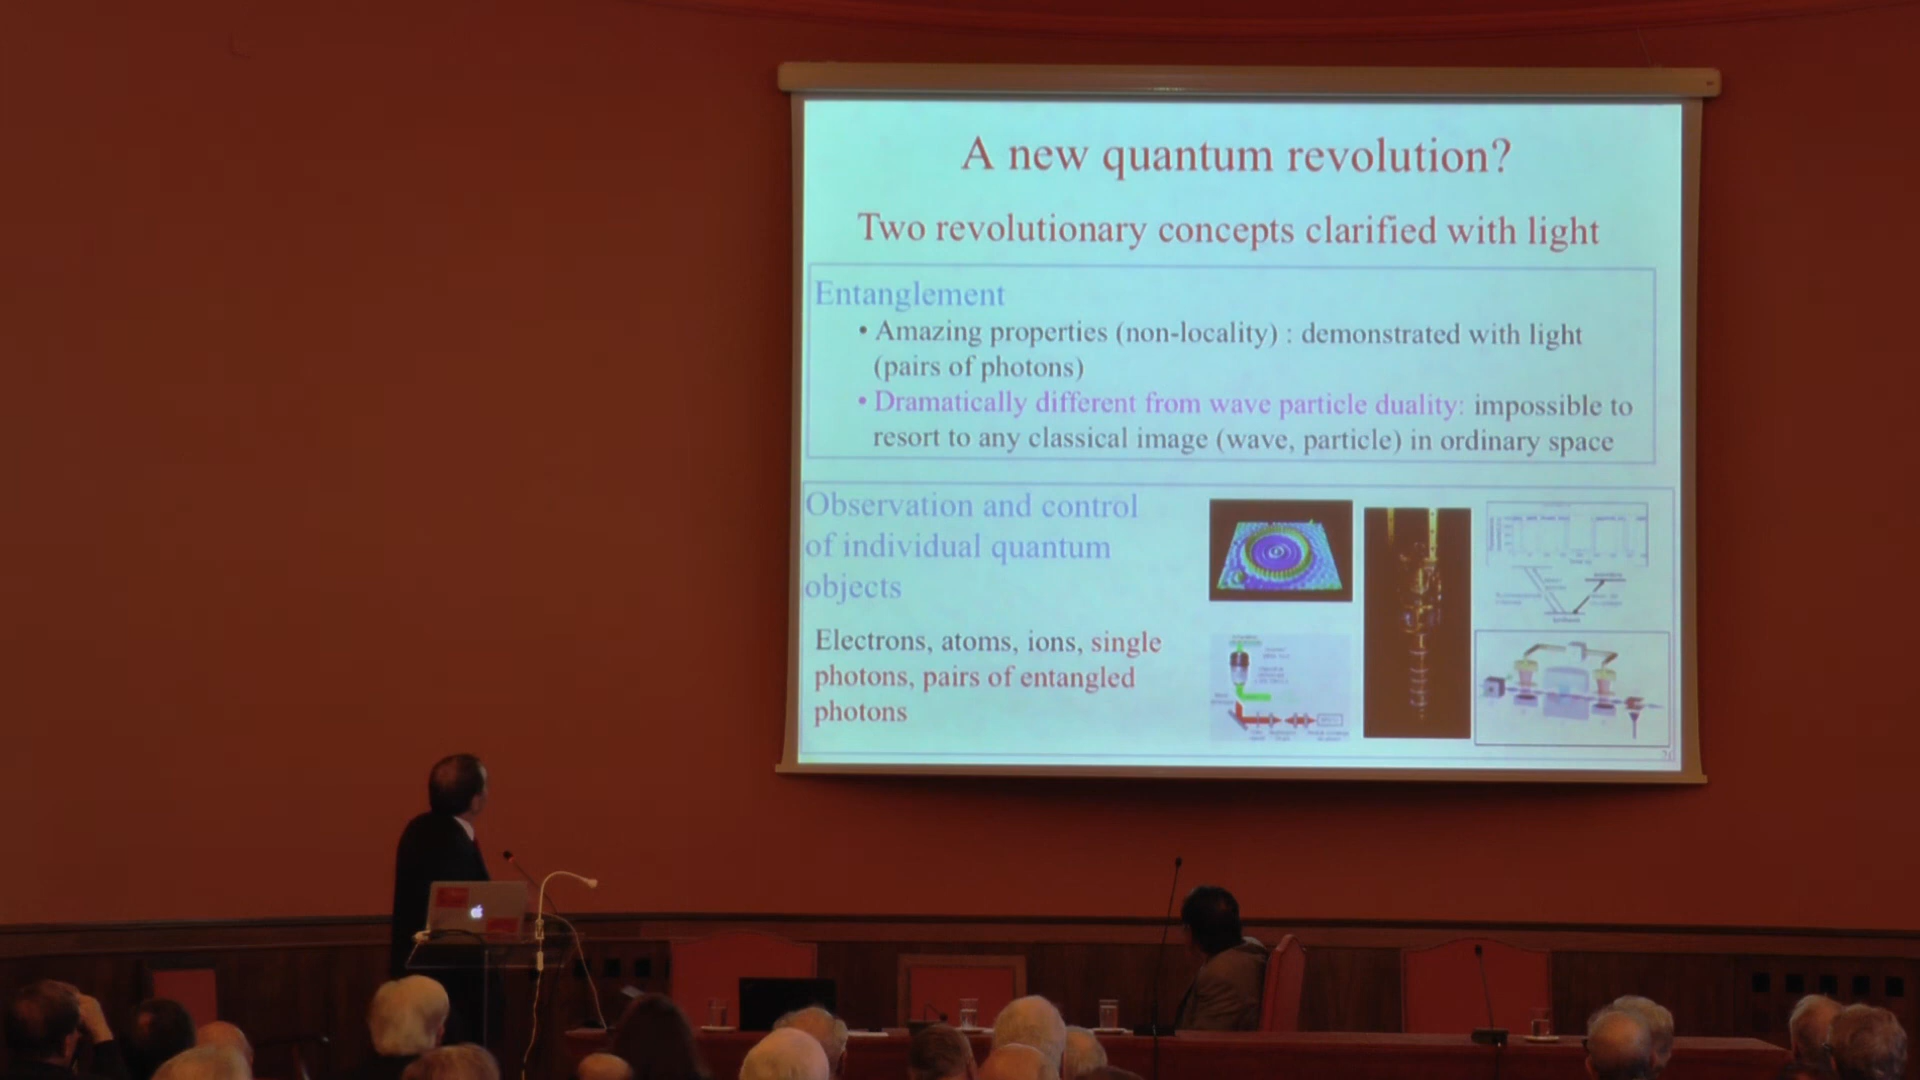 A new quantum revolution?
Two revolutionary concepts clarified with light
Entanglement
• Amazing properties (non-locality) : demonstrated with light
(pairs of photons)
• Dramatically different from wave particle duality: impossible to
resort to any classical image (wave, particle) in ordinary space
Observation and control
of individual quantum
objects
Electrons, atoms, ions, single
photons, pairs of entangled
photons